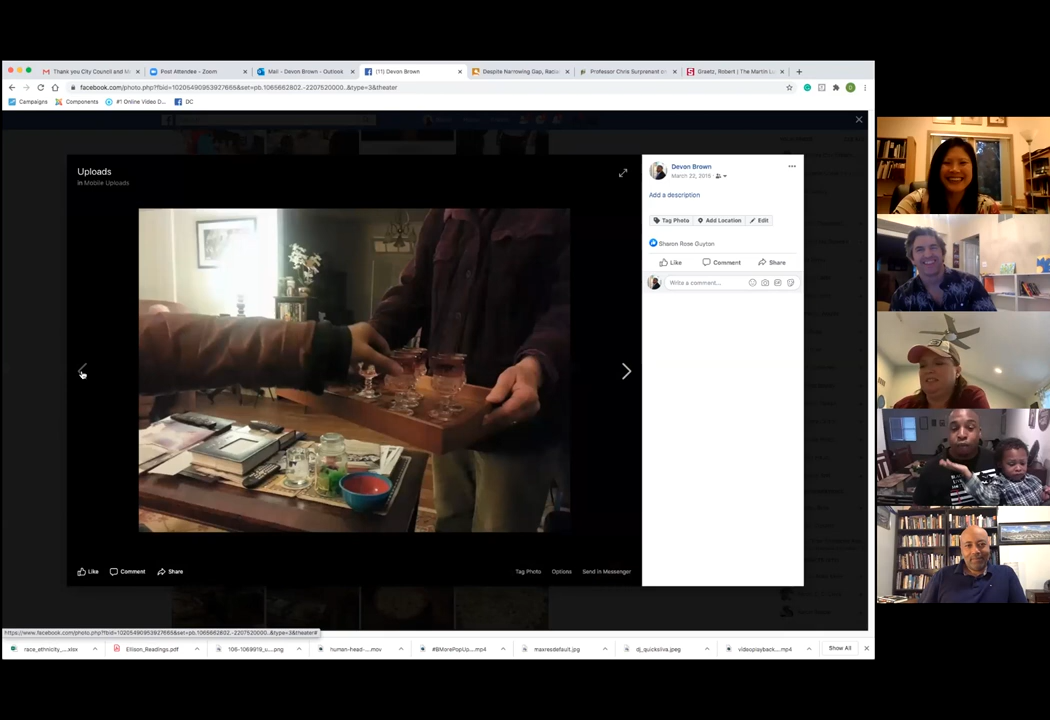 Thank you City Council and M
Post Attendee - Zoom
Mail - Devon Brown - Outlook
(11) Devon Brown
Despite Narrowing Gap, Racia
Professor Chris Surprenant on
Graetz, Robert | The Martin Lu
facebook.com/photo.php?fbid=10205490953927665&set=pb.1065662802.-2207520000..&type=3&theater
Campaigns
Components
#1 Online Video D...
DC
Uploads
In Mobile Uploads
Devon Brown
March 22, 2015
Add a description
Tag Photo
Add Location
Edit
Sharon Rose Guyton
Like
Comment
Share
Write a comment...
Like
Comment
Share
Tag Photo
Options
Send in Messenger
https://www.facebook.com/photo.php?fbid=10205490953927665&set=pb.1065662802.-2207520000..&type=3&theater#
race_ethnicity_....xlsx
Ellison_Readings.pdf
106-1069919_u....png
human-head-....mov
#BMorePopUp....mp4
maxresdefault.jpg
dj_quicksilva.jpeg
videoplayback....mp4
Show All